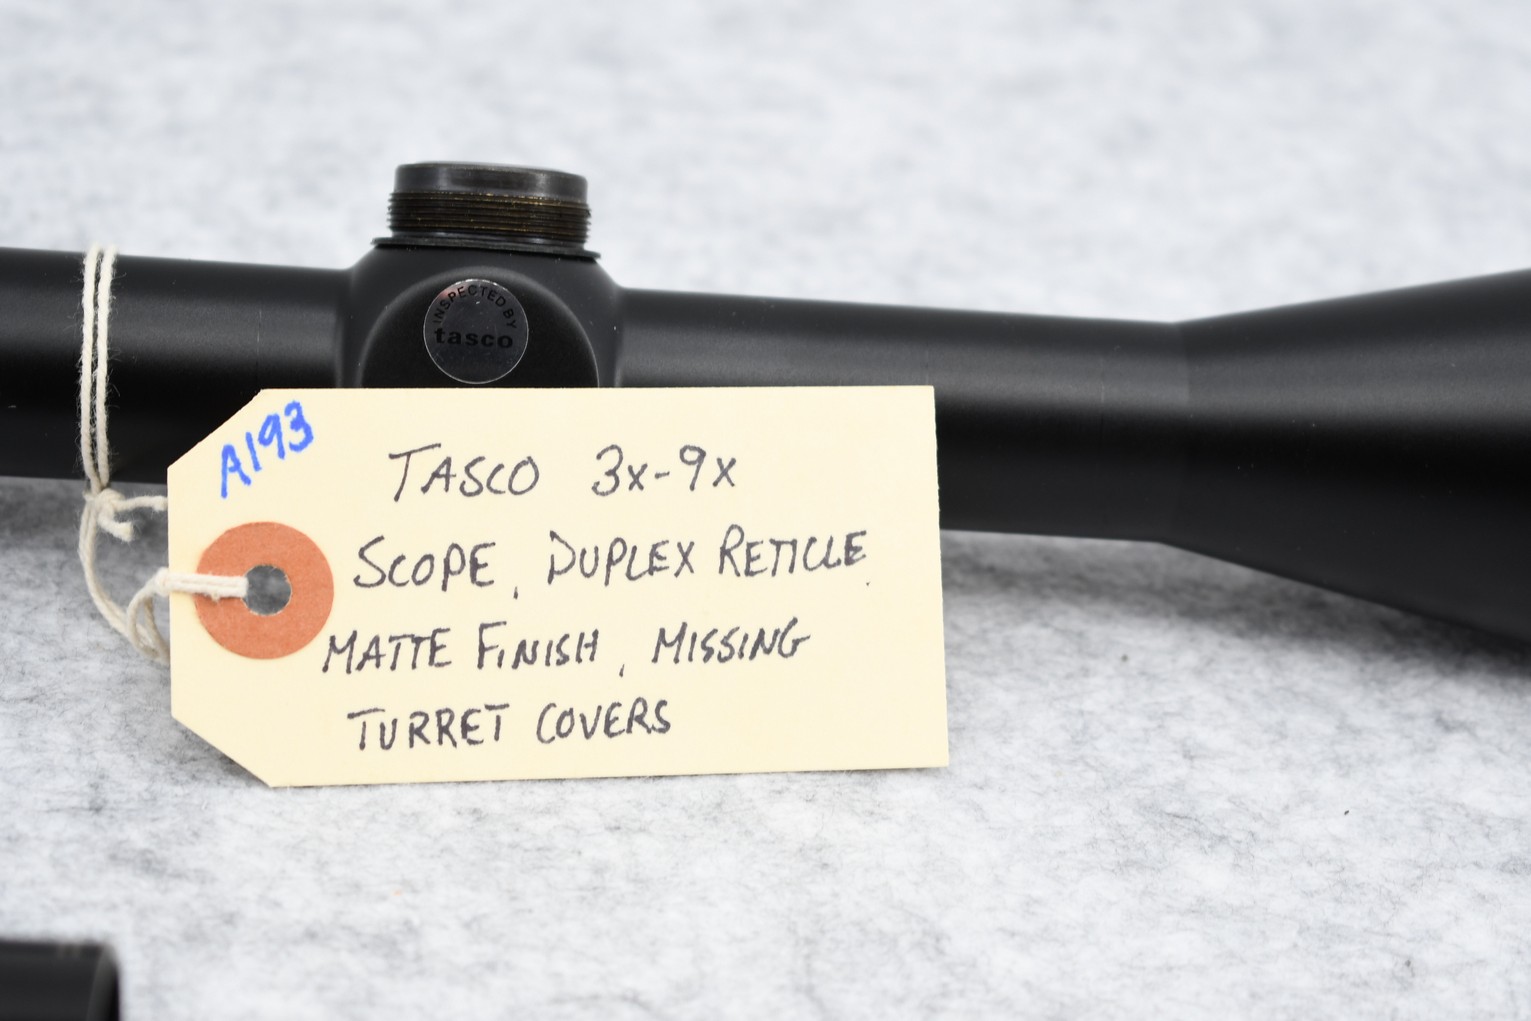 INSPECTED BY
tasco
A193
TASCO 3x-9x
SCOPE, DUPLEX RETICLE
MATTE FINISH, MISSING
TURRET COVERS